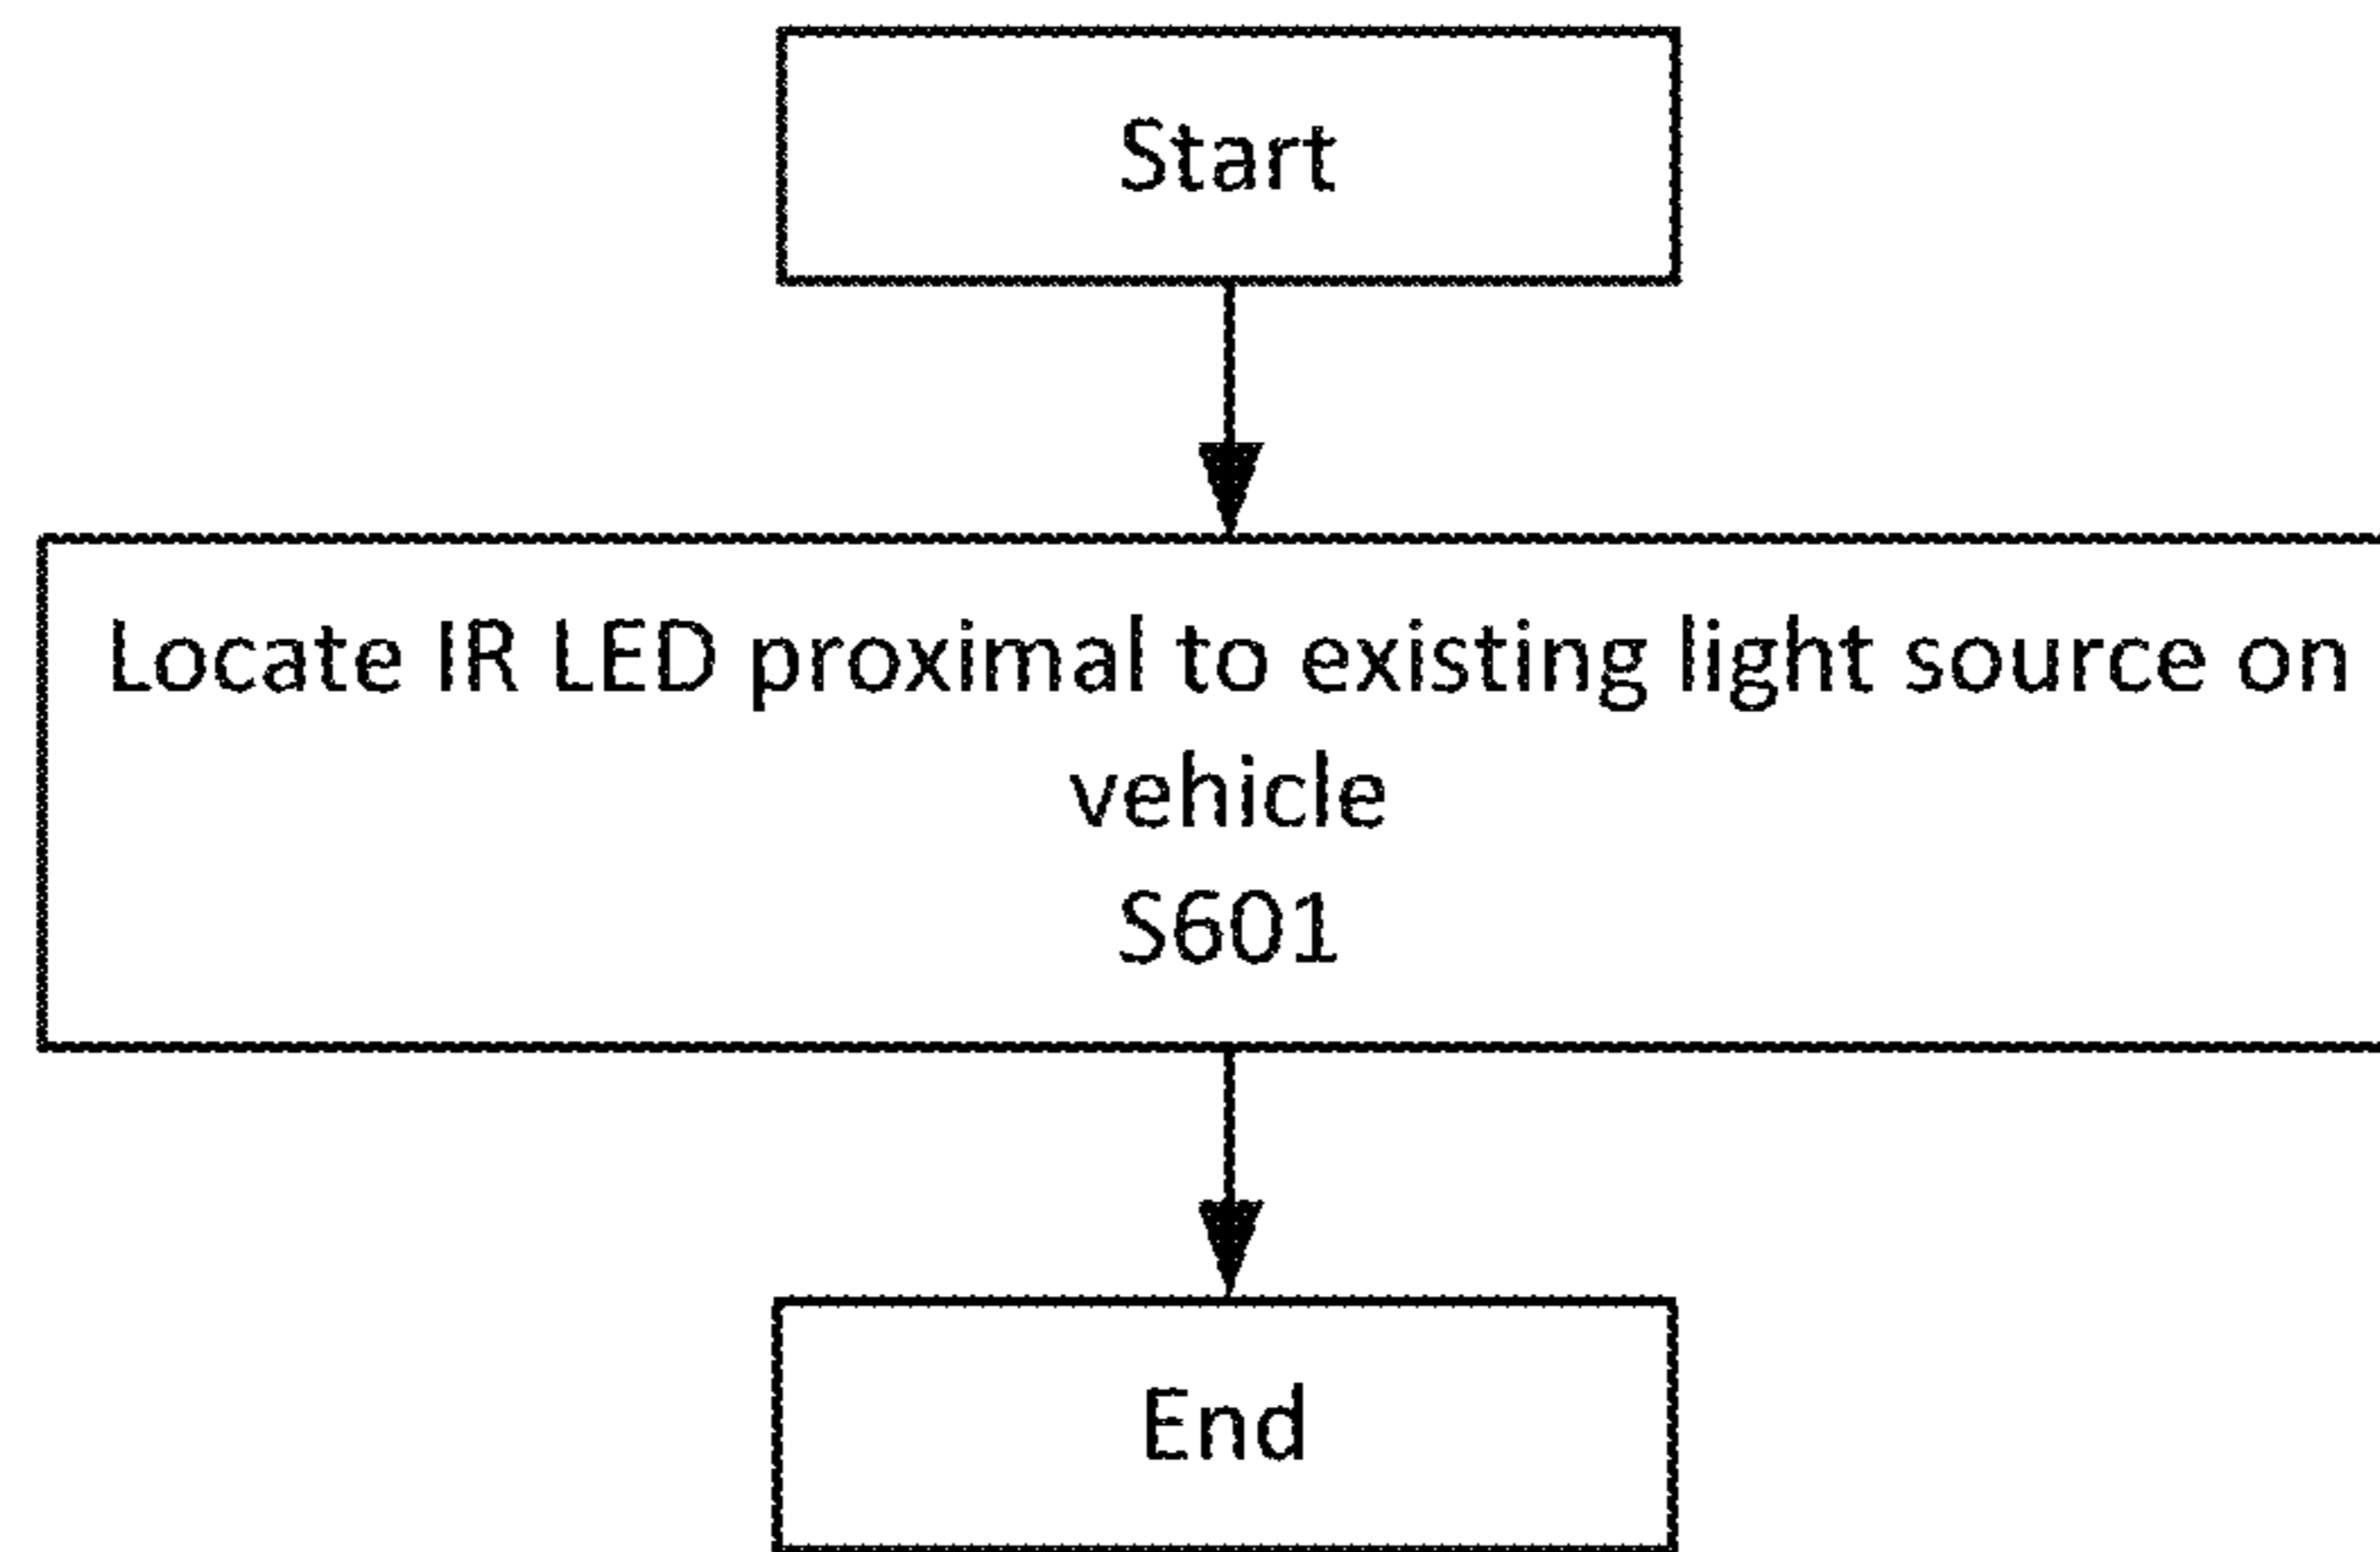 Start
Locate IR LED proximal to existing light source on
vehicle
S601
End